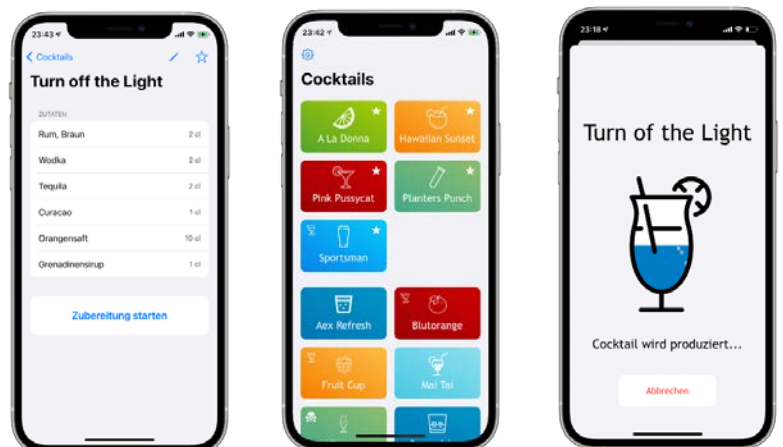 23:43
Cocktails
Turn off the Light
ZUTATEN
Rum, Braun 2 cl
Wodka 2 cl
Tequila 2 cl
Curacao 1 cl
Orangensaft 10 cl
Grenadinensirup 1 cl
Zubereitung starten
23:42
Cocktails
A La Donna
Hawaiian Sunset
Pink Pussycat
Planters Punch
Sportsman
Aex Refresh
Blutorange
Fruit Cup
Mai Tai
23:18
Turn of the Light
Cocktail wird produziert...
Abbrechen